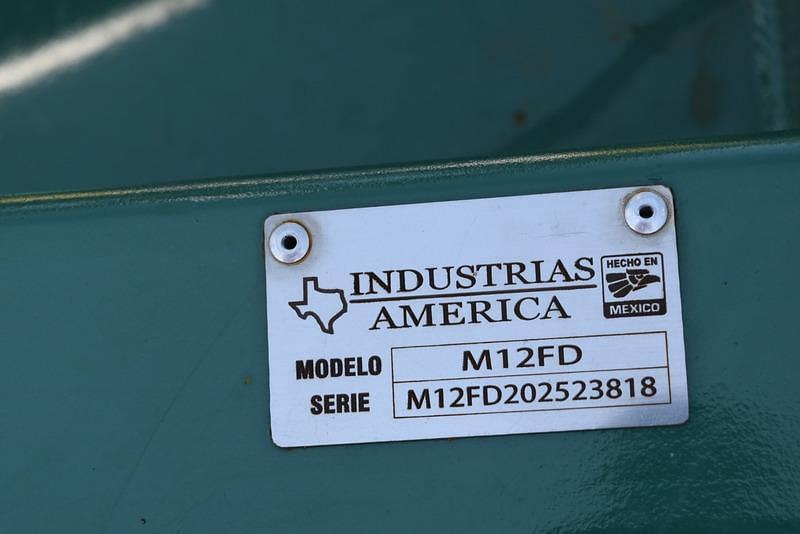 INDUSTRIAS
AMERICA
HECHO EN
MEXICO
MODELO M12FD
SERIE M12FD202523818